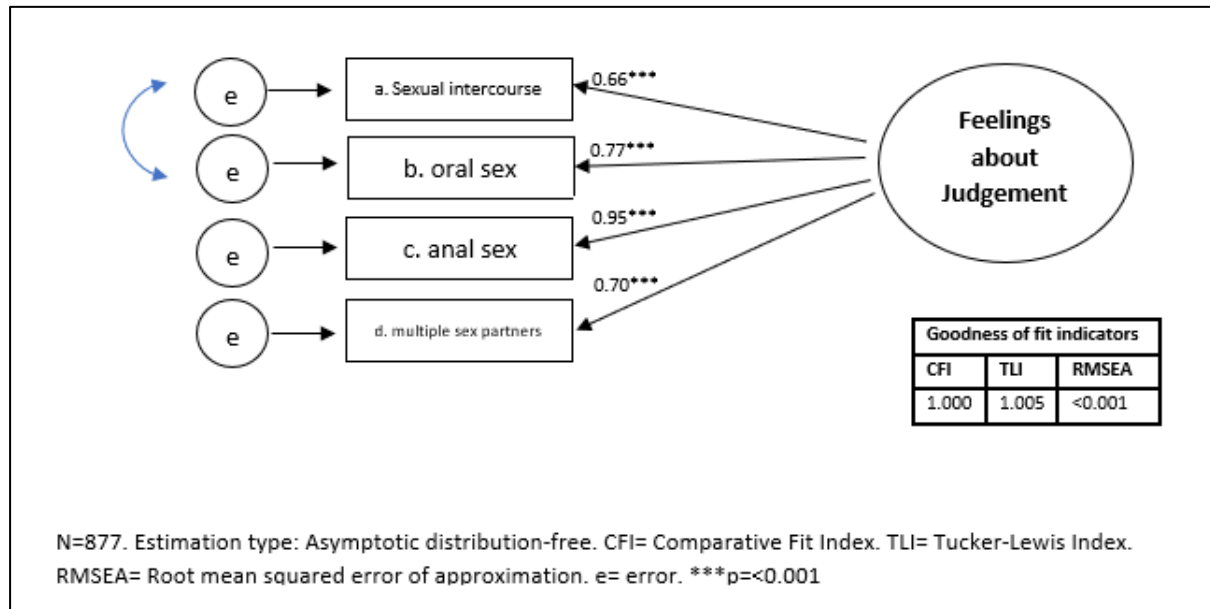 e
a. Sexual intercourse
0.66***
Feelings
about
Judgement
e
b. oral sex
0.77***
e
c. anal sex
0.95***
e
d. multiple sex partners
0.70***
Goodness of fit indicators
CFI TLI RMSEA
1.000 1.005 <0.001
N=877. Estimation type: Asymptotic distribution-free. CFI= Comparative Fit Index. TLI= Tucker-Lewis Index.
RMSEA= Root mean squared error of approximation. e= error. ***p=<0.001